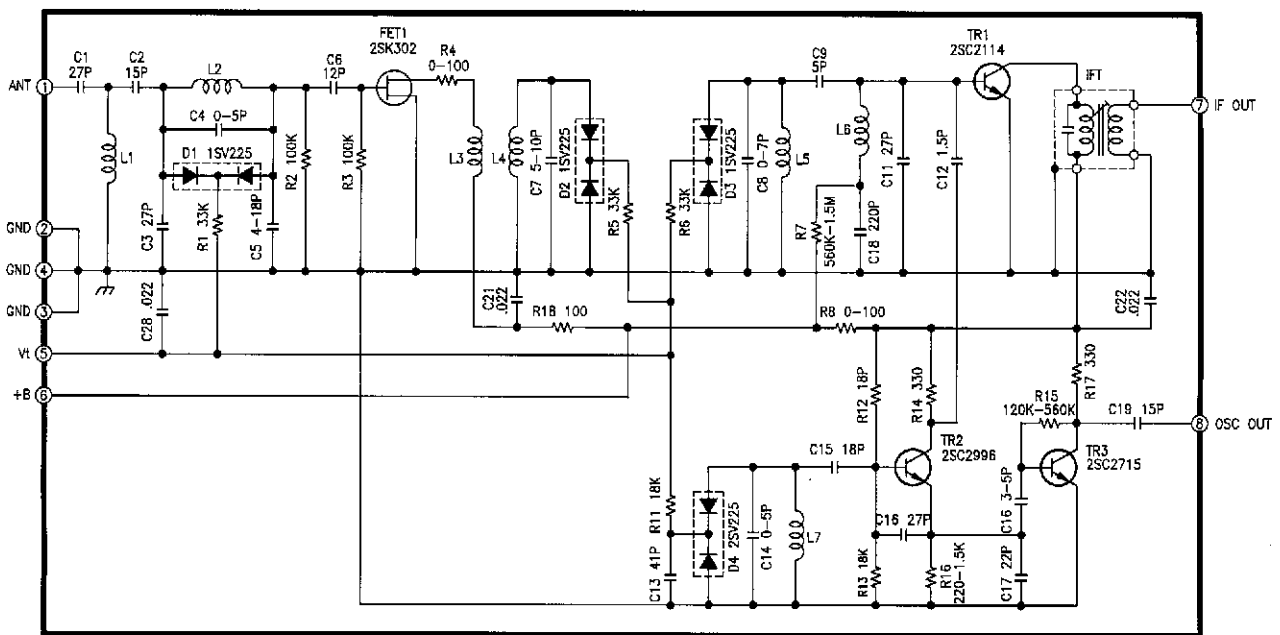 FET1
2SK302
TR1
2SC2114
C1
27P
C2
15P
L2
C6
12P
R4
0-100
C9
5P
IFT
ANT 1
7 IF OUT
C4 0-5P
D1 1SV225
L1
R2 100K
R3 100K
L3
L4
C7 5-10P
D2 1SV225
R5 33K
R6 33K
D3 1SV225
C8 0-7P
L5
L6
C11 27P
C12 1.5P
C3 27P
R1 33K
C5 4-18P
R7
560K-1.5M
C18 220P
GND 2
GND 4
GND 3
C28 .022
C21
.022
R18 100
R8 0-100
C22
.022
Vt 5
+B 6
R12 18P
R14 330
R17 330
R15
120K-560K
C19 15P
8 OSC OUT
C15 18P
TR2
2SC2996
TR3
2SC2715
R11 18K
C13 41P
D4 2SV225
C14 0-5P
L7
C16 27P
C16 3-5P
R13 18K
R16
220-1.5K
C17 22P